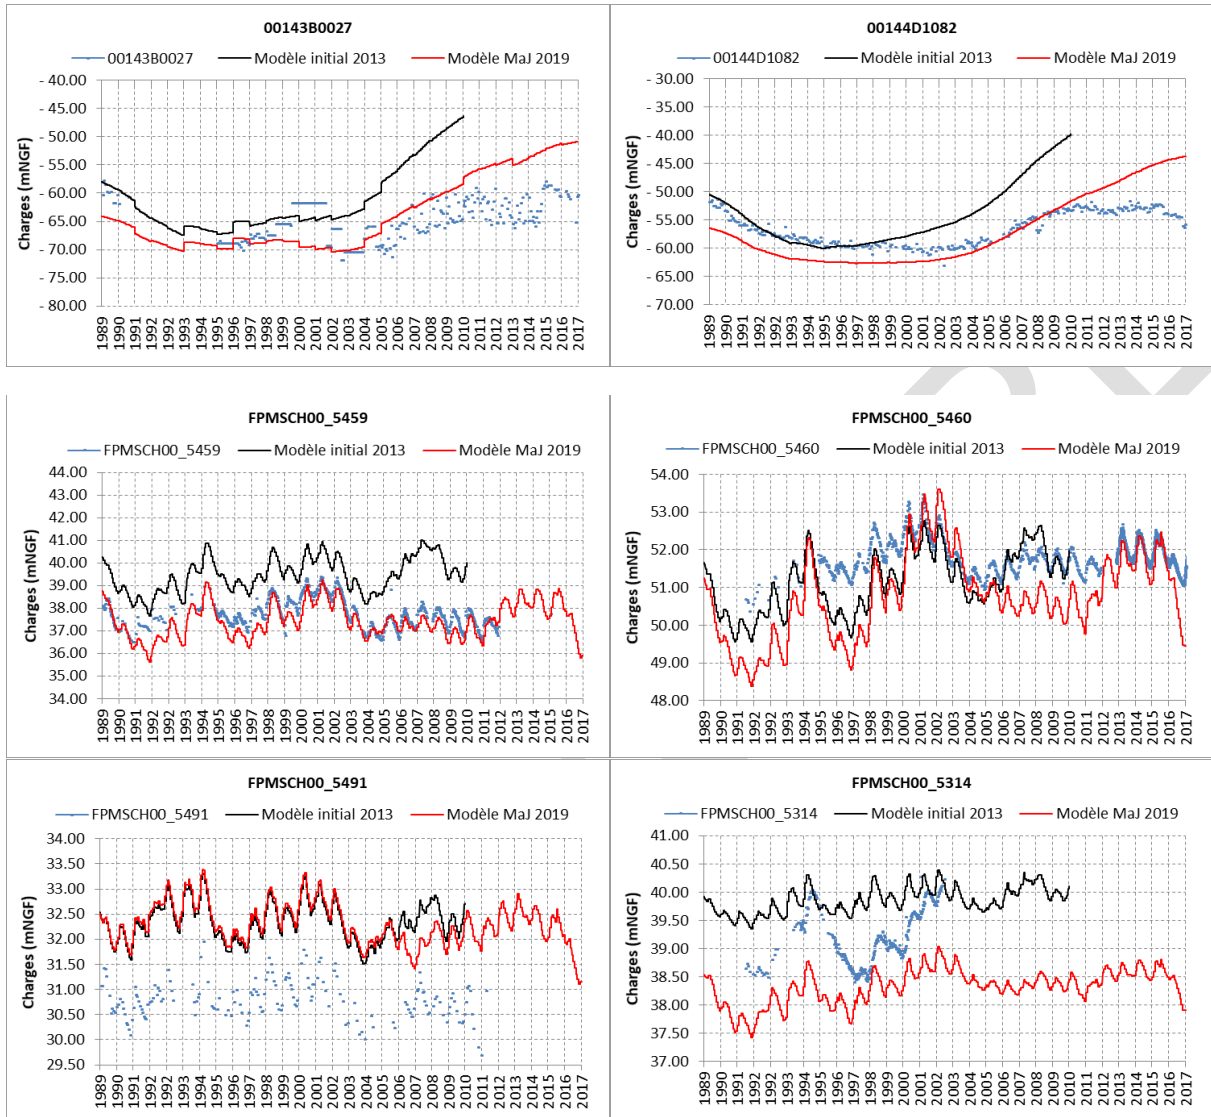 00143B0027
00143B0027 Modèle initial 2013 Modèle MaJ 2019
Charges (mNGF)
- 40.00
- 45.00
- 50.00
- 55.00
- 60.00
- 65.00
- 70.00
- 75.00
- 80.00
1989 1990 1991 1992 1992 1993 1994 1995 1996 1997 1998 1999 2000 2001 2002 2003 2004 2005 2006 2007 2008 2009 2010 2011 2012 2013 2014 2015 2016 2017
00144D1082
00144D1082 Modèle initial 2013 Modèle MaJ 2019
Charges (mNGF)
- 30.00
- 35.00
- 40.00
- 45.00
- 50.00
- 55.00
- 60.00
- 65.00
- 70.00
1989 1990 1991 1992 1992 1993 1994 1995 1996 1997 1998 1999 2000 2001 2002 2003 2004 2005 2006 2007 2008 2009 2010 2011 2012 2013 2014 2015 2016 2017
FPMSCH00_5459
FPMSCH00_5459 Modèle initial 2013 Modèle MaJ 2019
Charges (mNGF)
44.00
43.00
42.00
41.00
40.00
39.00
38.00
37.00
36.00
35.00
34.00
1989 1990 1991 1992 1992 1993 1994 1995 1996 1997 1998 1999 2000 2001 2002 2003 2004 2005 2006 2007 2008 2009 2010 2011 2012 2013 2014 2015 2016 2017
FPMSCH00_5460
FPMSCH00_5460 Modèle initial 2013 Modèle MaJ 2019
Charges (mNGF)
54.00
53.00
52.00
51.00
50.00
49.00
48.00
1989 1990 1991 1992 1992 1993 1994 1995 1996 1997 1998 1999 2000 2001 2002 2003 2004 2005 2006 2007 2008 2009 2010 2011 2012 2013 2014 2015 2016 2017
FPMSCH00_5491
FPMSCH00_5491 Modèle initial 2013 Modèle MaJ 2019
Charges (mNGF)
34.00
33.50
33.00
32.50
32.00
31.50
31.00
30.50
30.00
29.50
1989 1990 1991 1992 1992 1993 1994 1995 1996 1997 1998 1999 2000 2001 2002 2003 2004 2005 2006 2007 2008 2009 2010 2011 2012 2013 2014 2015 2016 2017
FPMSCH00_5314
FPMSCH00_5314 Modèle initial 2013 Modèle MaJ 2019
Charges (mNGF)
41.00
40.50
40.00
39.50
39.00
38.50
38.00
37.50
37.00
1989 1990 1991 1992 1992 1993 1994 1995 1996 1997 1998 1999 2000 2001 2002 2003 2004 2005 2006 2007 2008 2009 2010 2011 2012 2013 2014 2015 2016 2017